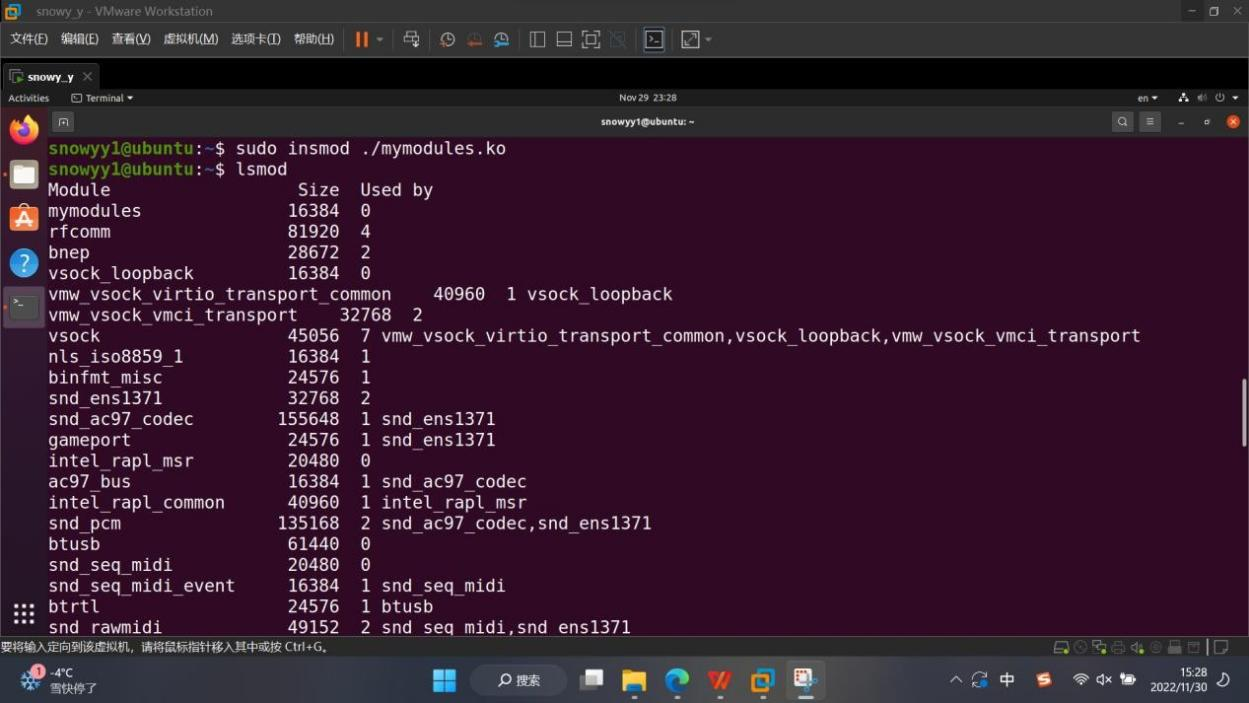 snowy_y - VMware Workstation
文件(F) 编辑(E) 查看(V) 虚拟机(M) 选项卡(T) 帮助(H)
snowy_y
Activities Terminal Nov 29 23:28 en
snowyy1@ubuntu: ~
snowyy1@ubuntu:~$ sudo insmod ./mymodules.ko
snowyy1@ubuntu:~$ lsmod
Module Size Used by
mymodules 16384 0
rfcomm 81920 4
bnep 28672 2
vsock_loopback 16384 0
vmw_vsock_virtio_transport_common 40960 1 vsock_loopback
vmw_vsock_vmci_transport 32768 2
vsock 45056 7 vmw_vsock_virtio_transport_common,vsock_loopback,vmw_vsock_vmci_transport
nls_iso8859_1 16384 1
binfmt_misc 24576 1
snd_ens1371 32768 2
snd_ac97_codec 155648 1 snd_ens1371
gameport 24576 1 snd_ens1371
intel_rapl_msr 20480 0
ac97_bus 16384 1 snd_ac97_codec
intel_rapl_common 40960 1 intel_rapl_msr
snd_pcm 135168 2 snd_ac97_codec,snd_ens1371
btusb 61440 0
snd_seq_midi 20480 0
snd_seq_midi_event 16384 1 snd_seq_midi
btrtl 24576 1 btusb
snd_rawmidi 49152 2 snd_seq_midi,snd_ens1371
要将输入定向到该虚拟机，请将鼠标指针移入其中或按 Ctrl+G。
1 -4°C
雪快停了
搜索
中
15:28
2022/11/30